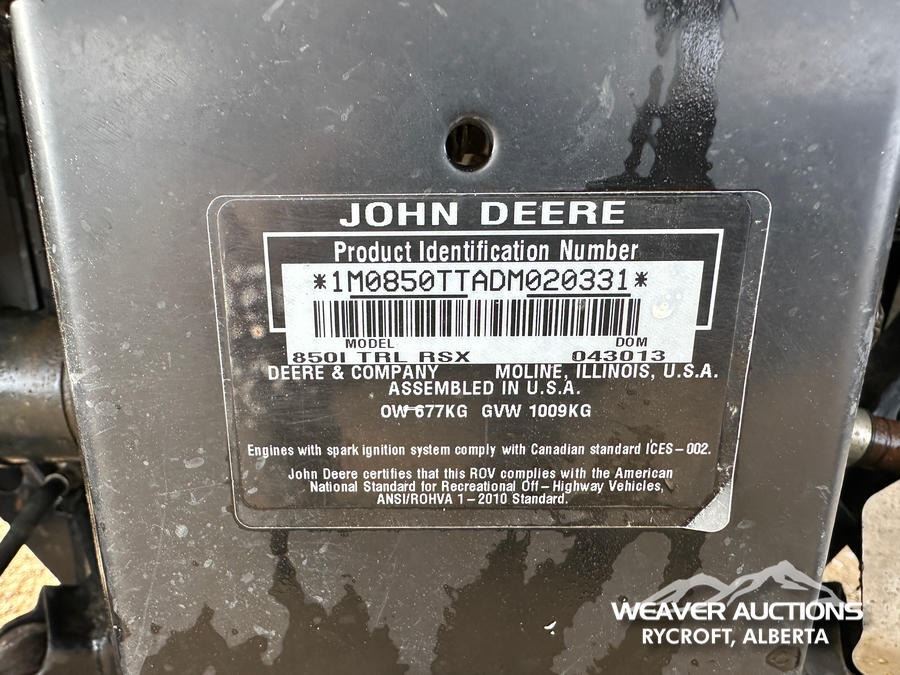 JOHN DEERE
Product Identification Number
*1M0850TTADM020331*
MODEL DOM
850I TRL RSX 043013
DEERE & COMPANY MOLINE, ILLINOIS, U.S.A.
ASSEMBLED IN U.S.A.
OW 677KG GVW 1009KG
Engines with spark ignition system comply with Canadian standard ICES-002.
John Deere certifies that this ROV complies with the American
National Standard for Recreational Off-Highway Vehicles,
ANSI/ROHVA 1-2010 Standard.
WEAVER AUCTIONS
RYCROFT, ALBERTA